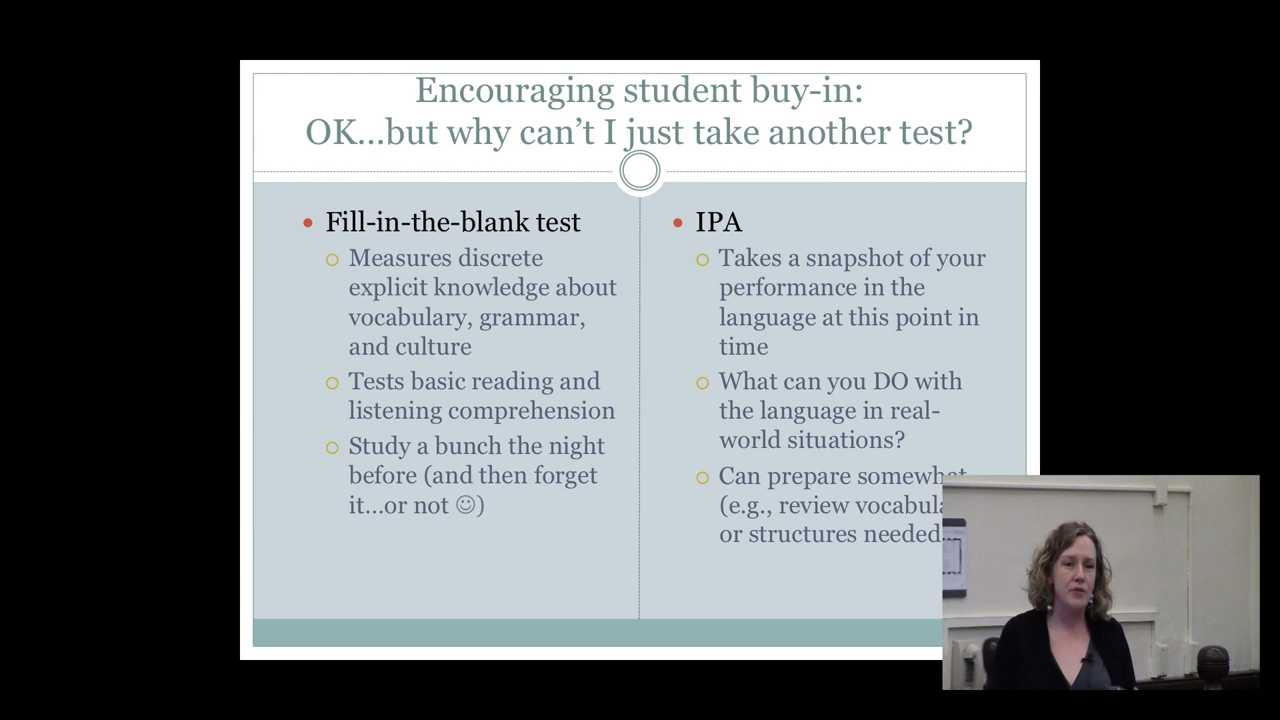 Encouraging student buy-in:
OK...but why can't I just take another test?
Fill-in-the-blank test
Measures discrete
explicit knowledge about
vocabulary, grammar,
and culture
Tests basic reading and
listening comprehension
Study a bunch the night
before (and then forget
it...or not ☺)
IPA
Takes a snapshot of your
performance in the
language at this point in
time
What can you DO with
the language in real-
world situations?
Can prepare somewhat
(e.g., review
or structures needed